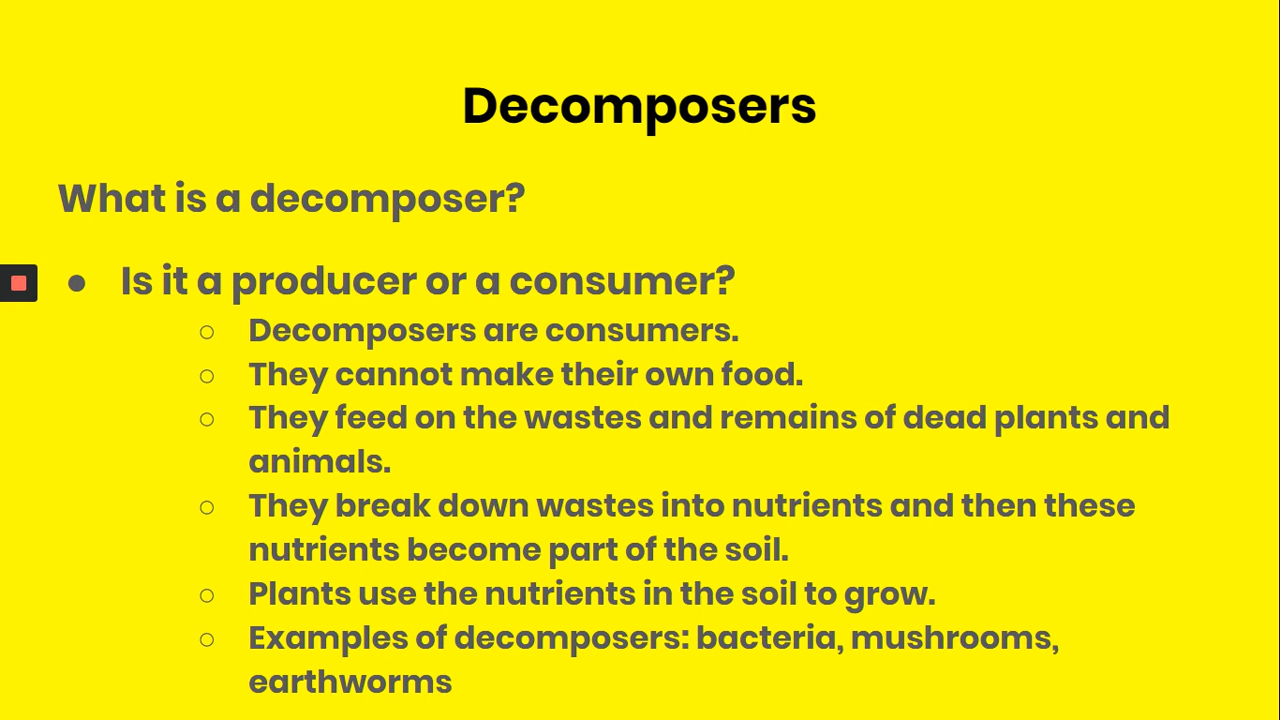 Decomposers
What is a decomposer?
● Is it a producer or a consumer?
○ Decomposers are consumers.
○ They cannot make their own food.
○ They feed on the wastes and remains of dead plants and
animals.
○ They break down wastes into nutrients and then these
nutrients become part of the soil.
○ Plants use the nutrients in the soil to grow.
○ Examples of decomposers: bacteria, mushrooms,
earthworms